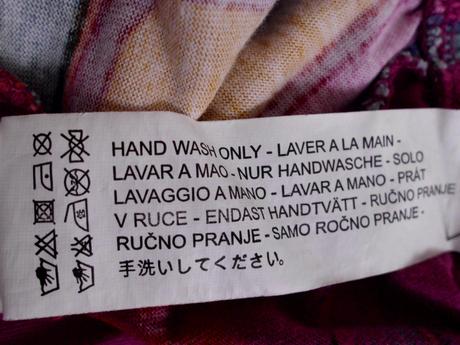 HAND WASH ONLY - LAVER A LA MAIN -
LAVAR A MAO - NUR HANDWASCHE - SOLO
LAVAGGIO A MANO - LAVAR A MANO - PRÁT
V RUCE - ENDAST HANDTVÄTT - RUČNO PRANJE
RUČNO PRANJE - SAMO ROČNO PRANJE -
手洗いしてください。